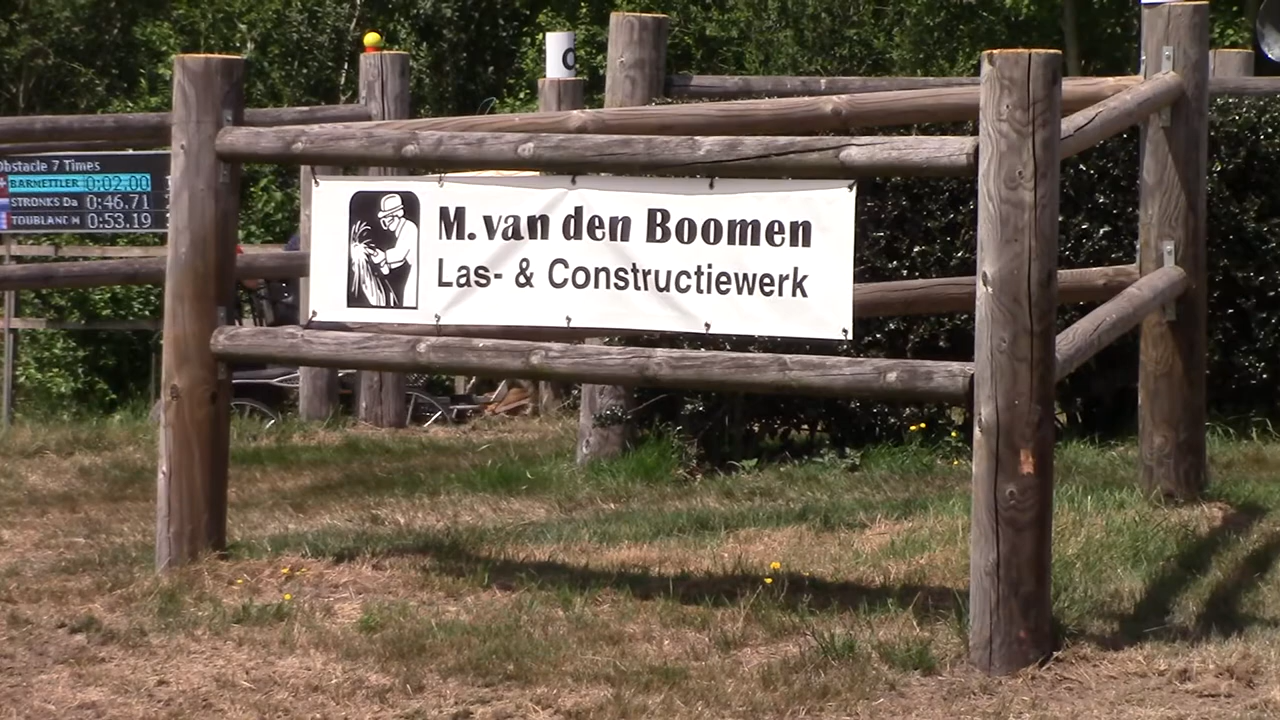 Obstacle 7 Times
BARMETTLER 0:02.00
STRONKS Da 0:46.71
TOUBLANC M 0:53.19
M. van den Boomen
Las- & Constructiewerk